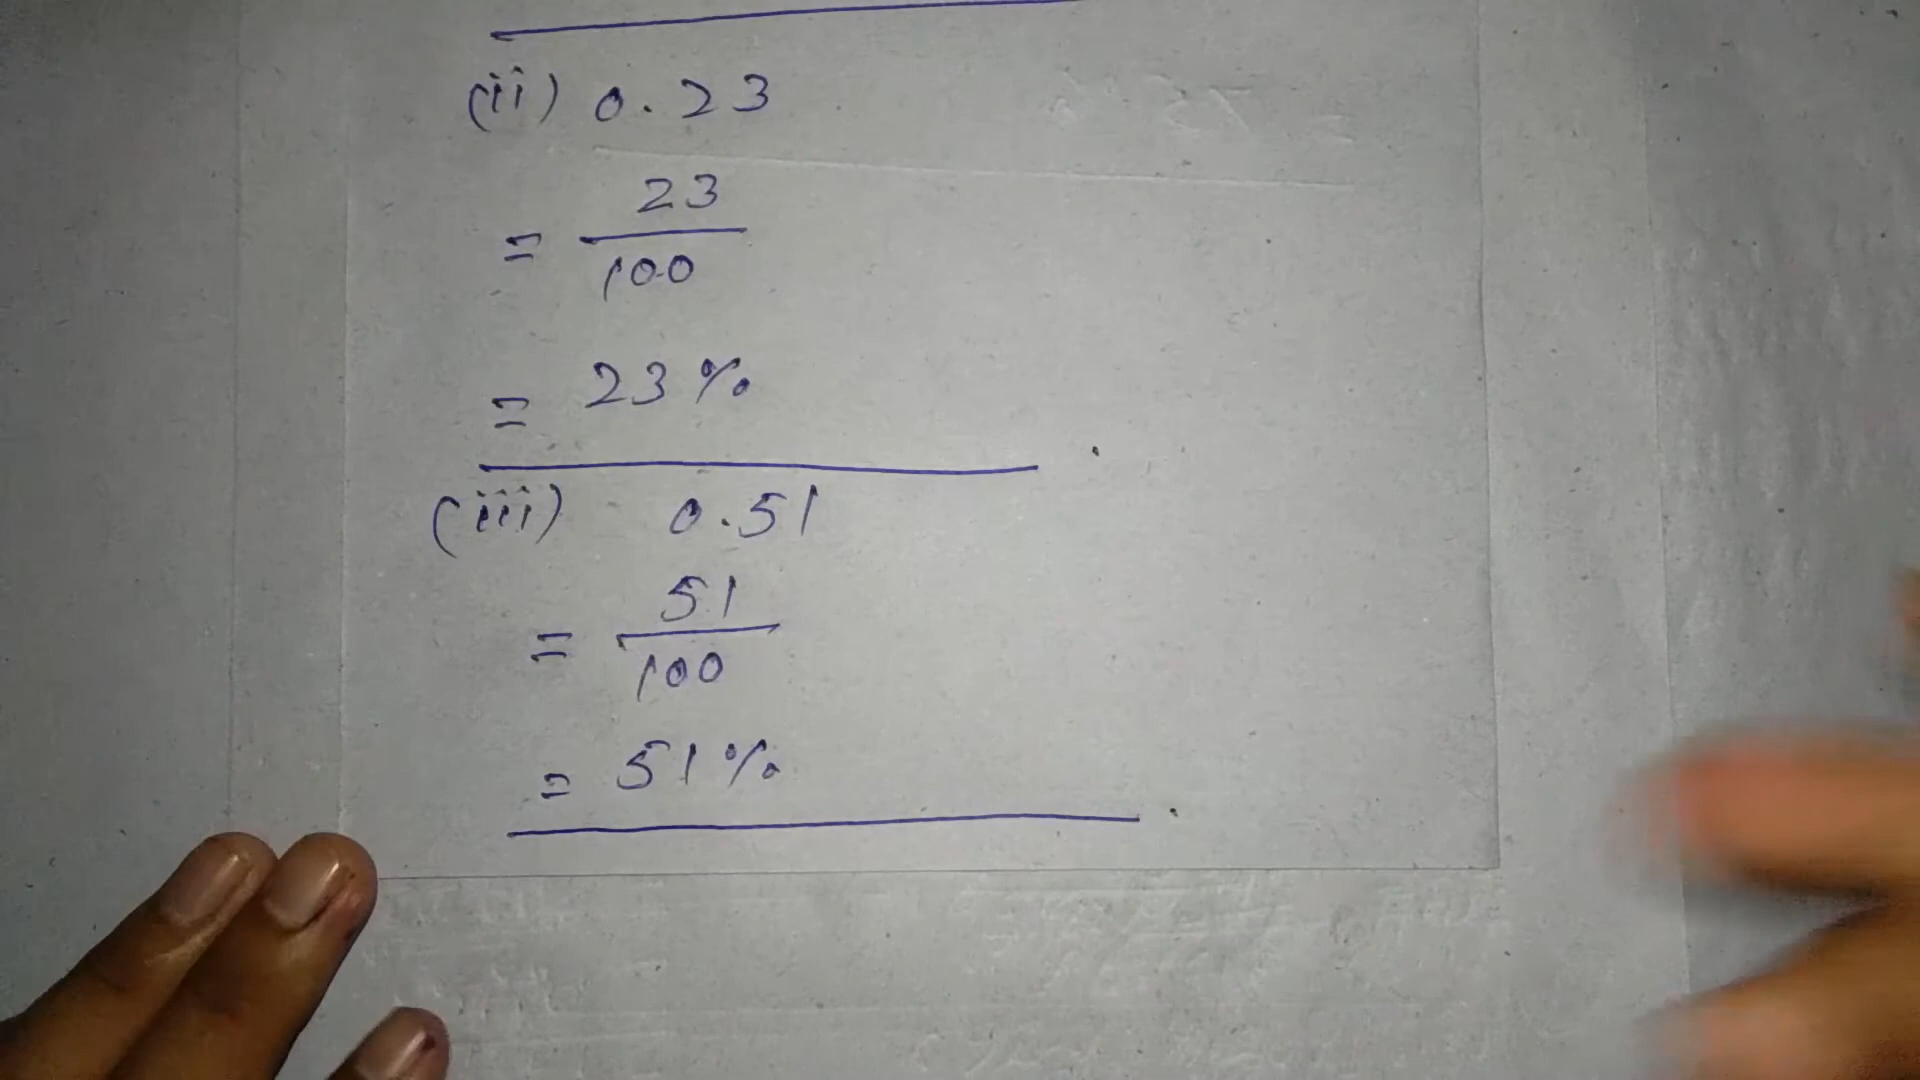 (ii) 0.23
= 23/100
= 23%
(iii) 0.51
= 51/100
= 51%